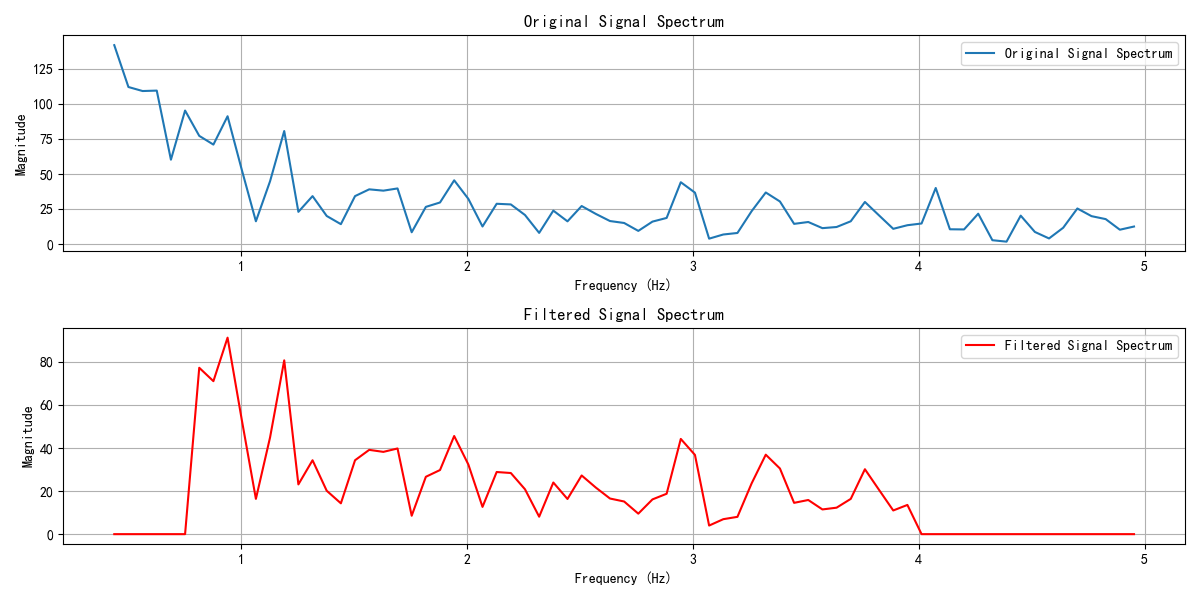 Original Signal Spectrum
Original Signal Spectrum
Magnitude
125
100
75
50
25
0
1
2
3
4
5
Frequency (Hz)
Filtered Signal Spectrum
Filtered Signal Spectrum
Magnitude
80
60
40
20
0
1
2
3
4
5
Frequency (Hz)